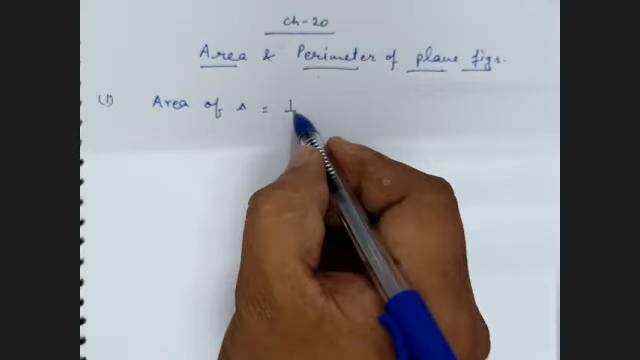 Ch-20
Area & Perimeter of plane figs.
(1) Area of Δ = 1